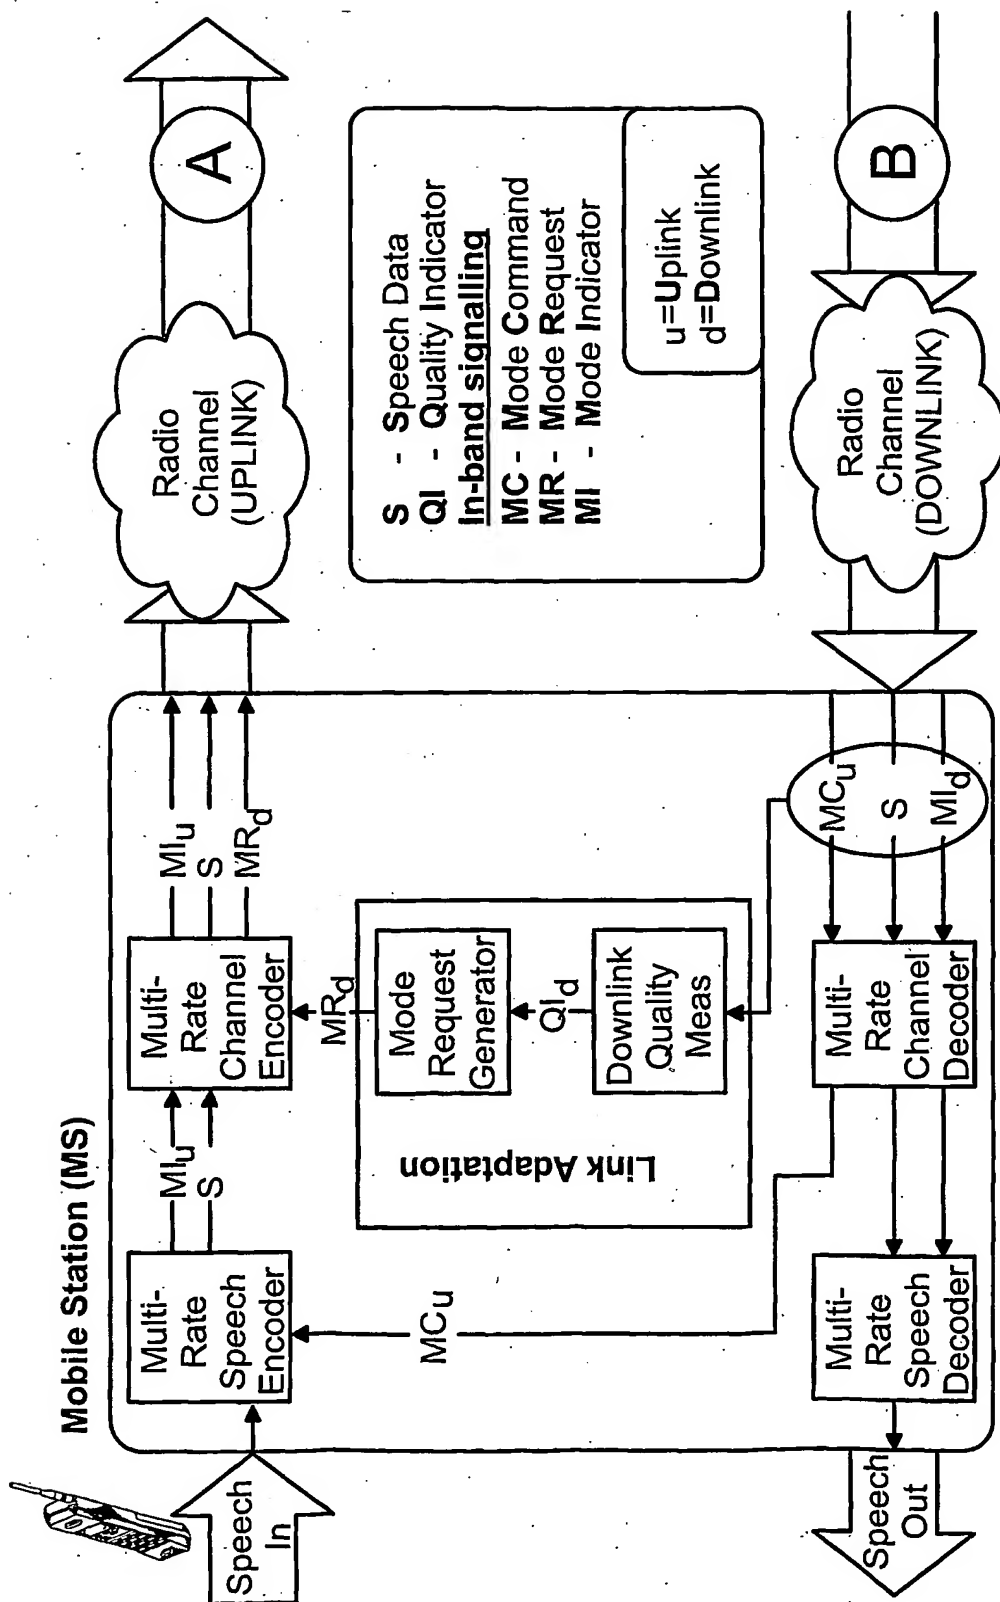 Mobile Station (MS)
Speech
In
Multi-
Rate
Speech
Encoder
MIu
S
Multi-
Rate
Channel
Encoder
MIu
S
MRd
Radio
Channel
(UPLINK)
A
MCu
Link Adaptation
MRd
Mode
Request
Generator
QId
Downlink
Quality
Meas
S - Speech Data
QI - Quality Indicator
In-band signalling
MC - Mode Command
MR - Mode Request
MI - Mode Indicator
u=Uplink
d=Downlink
Speech
Out
Multi-
Rate
Speech
Decoder
Multi-
Rate
Channel
Decoder
MCu
S
MId
Radio
Channel
(DOWNLINK)
B